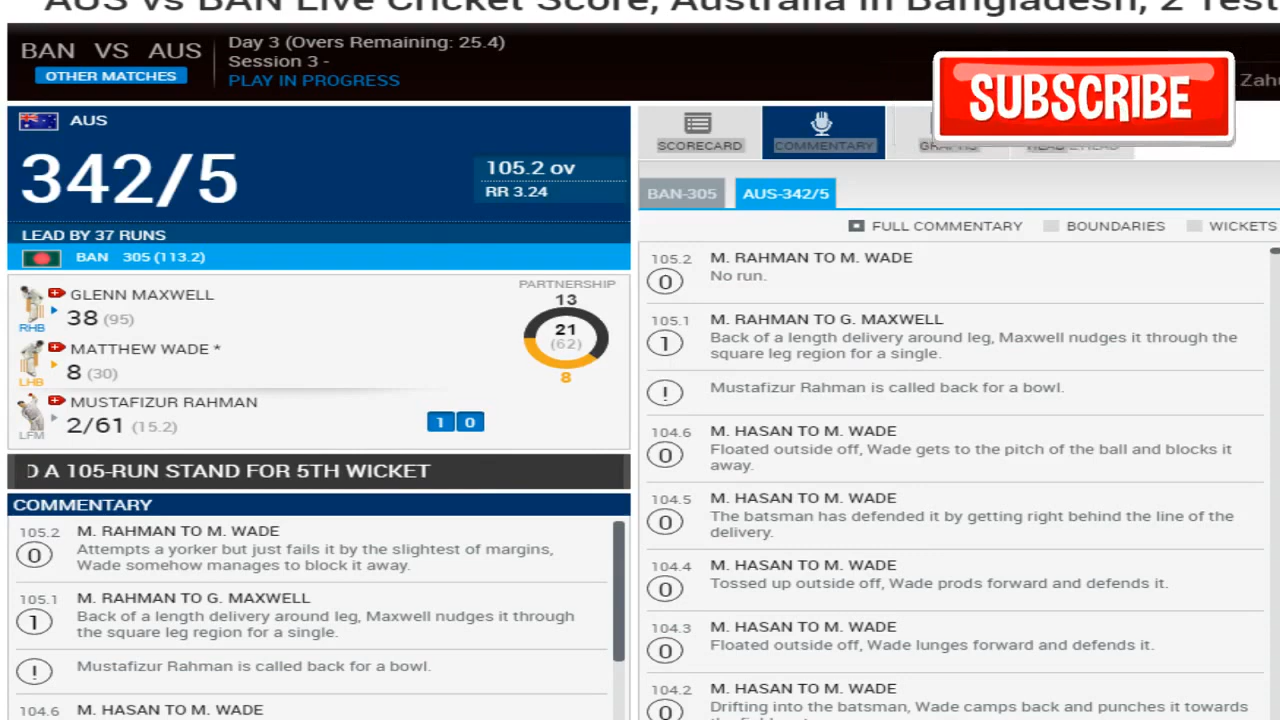 AUS vs BAN Live Cricket Score, Australia in Bangladesh, 2 Test
BAN VS AUS
OTHER MATCHES
Day 3 (Overs Remaining: 25.4)
Session 3 -
PLAY IN PROGRESS
SUBSCRIBE
Zahu
AUS
342/5
105.2 ov
RR 3.24
LEAD BY 37 RUNS
BAN 305 (113.2)
GLENN MAXWELL
38 (95)
RHB
MATTHEW WADE *
8 (30)
LHB
MUSTAFIZUR RAHMAN
2/61 (15.2)
LFM
1 0
PARTNERSHIP
13
21
(62)
8
D A 105-RUN STAND FOR 5TH WICKET
COMMENTARY
105.2 M. RAHMAN TO M. WADE
0 Attempts a yorker but just fails it by the slightest of margins,
Wade somehow manages to block it away.
105.1 M. RAHMAN TO G. MAXWELL
1 Back of a length delivery around leg, Maxwell nudges it through
the square leg region for a single.
! Mustafizur Rahman is called back for a bowl.
104.6 M. HASAN TO M. WADE
SCORECARD COMMENTARY
BAN-305 AUS-342/5
FULL COMMENTARY BOUNDARIES WICKETS
105.2 M. RAHMAN TO M. WADE
0 No run.
105.1 M. RAHMAN TO G. MAXWELL
1 Back of a length delivery around leg, Maxwell nudges it through the
square leg region for a single.
! Mustafizur Rahman is called back for a bowl.
104.6 M. HASAN TO M. WADE
0 Floated outside off, Wade gets to the pitch of the ball and blocks it
away.
104.5 M. HASAN TO M. WADE
0 The batsman has defended it by getting right behind the line of the
delivery.
104.4 M. HASAN TO M. WADE
0 Tossed up outside off, Wade prods forward and defends it.
104.3 M. HASAN TO M. WADE
0 Floated outside off, Wade lunges forward and defends it.
104.2 M. HASAN TO M. WADE
0 Drifting into the batsman, Wade camps back and punches it towards